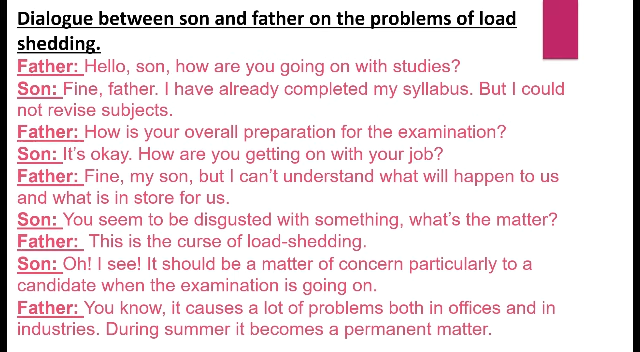 Dialogue between son and father on the problems of load
shedding.
Father: Hello, son, how are you going on with studies?
Son: Fine, father. I have already completed my syllabus. But I could
not revise subjects.
Father: How is your overall preparation for the examination?
Son: It’s okay. How are you getting on with your job?
Father: Fine, my son, but I can’t understand what will happen to us
and what is in store for us.
Son: You seem to be disgusted with something, what’s the matter?
Father: This is the curse of load-shedding.
Son: Oh! I see! It should be a matter of concern particularly to a
candidate when the examination is going on.
Father: You know, it causes a lot of problems both in offices and in
industries. During summer it becomes a permanent matter.